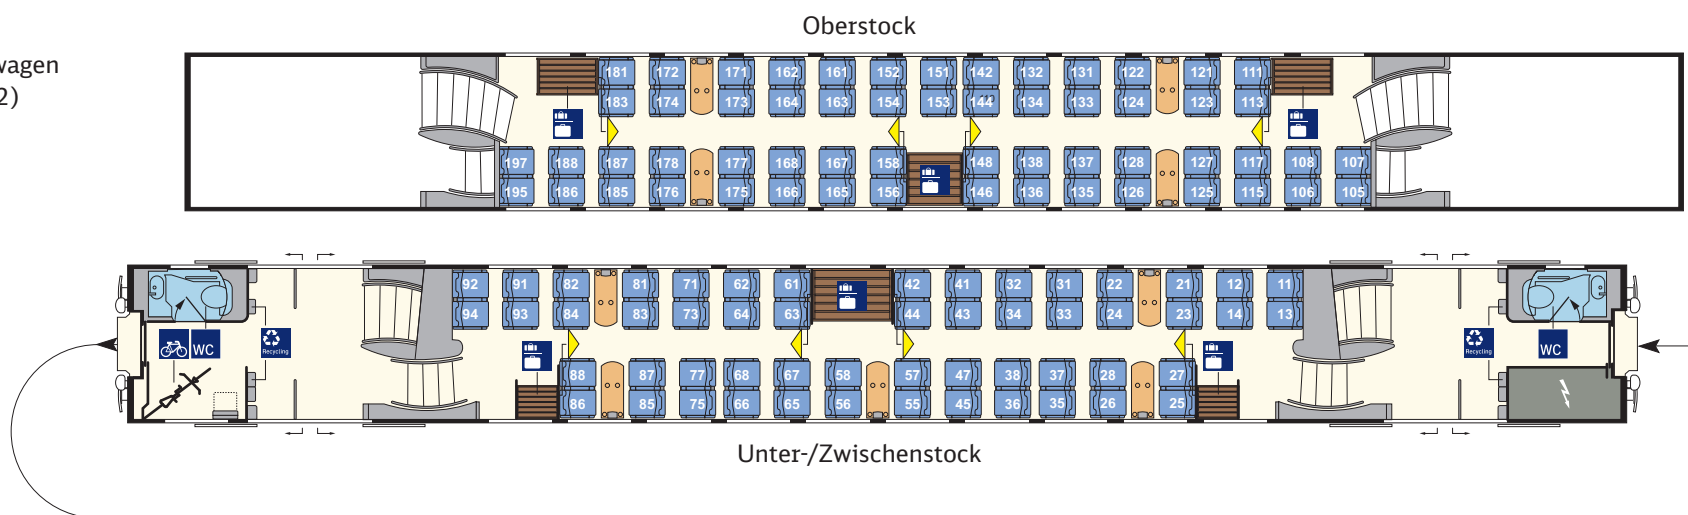 Oberstock
wagen
2)
181 172 171 162 161 152 151 142 132 131 122 121 111
183 174 173 164 163 154 153 144 134 133 124 123 113
197 188 187 178 177 168 167 158 148 138 137 128 127 117 108 107
195 186 185 176 175 166 165 156 146 136 135 126 125 115 106 105
92 91 82 81 71 62 61 42 41 32 31 22 21 12 11
94 93 84 83 73 64 63 44 43 34 33 24 23 14 13
WC Recycling Recycling WC
88 87 77 68 67 58 57 47 38 37 28 27
86 85 75 66 65 56 55 45 36 35 26 25
Unter-/Zwischenstock